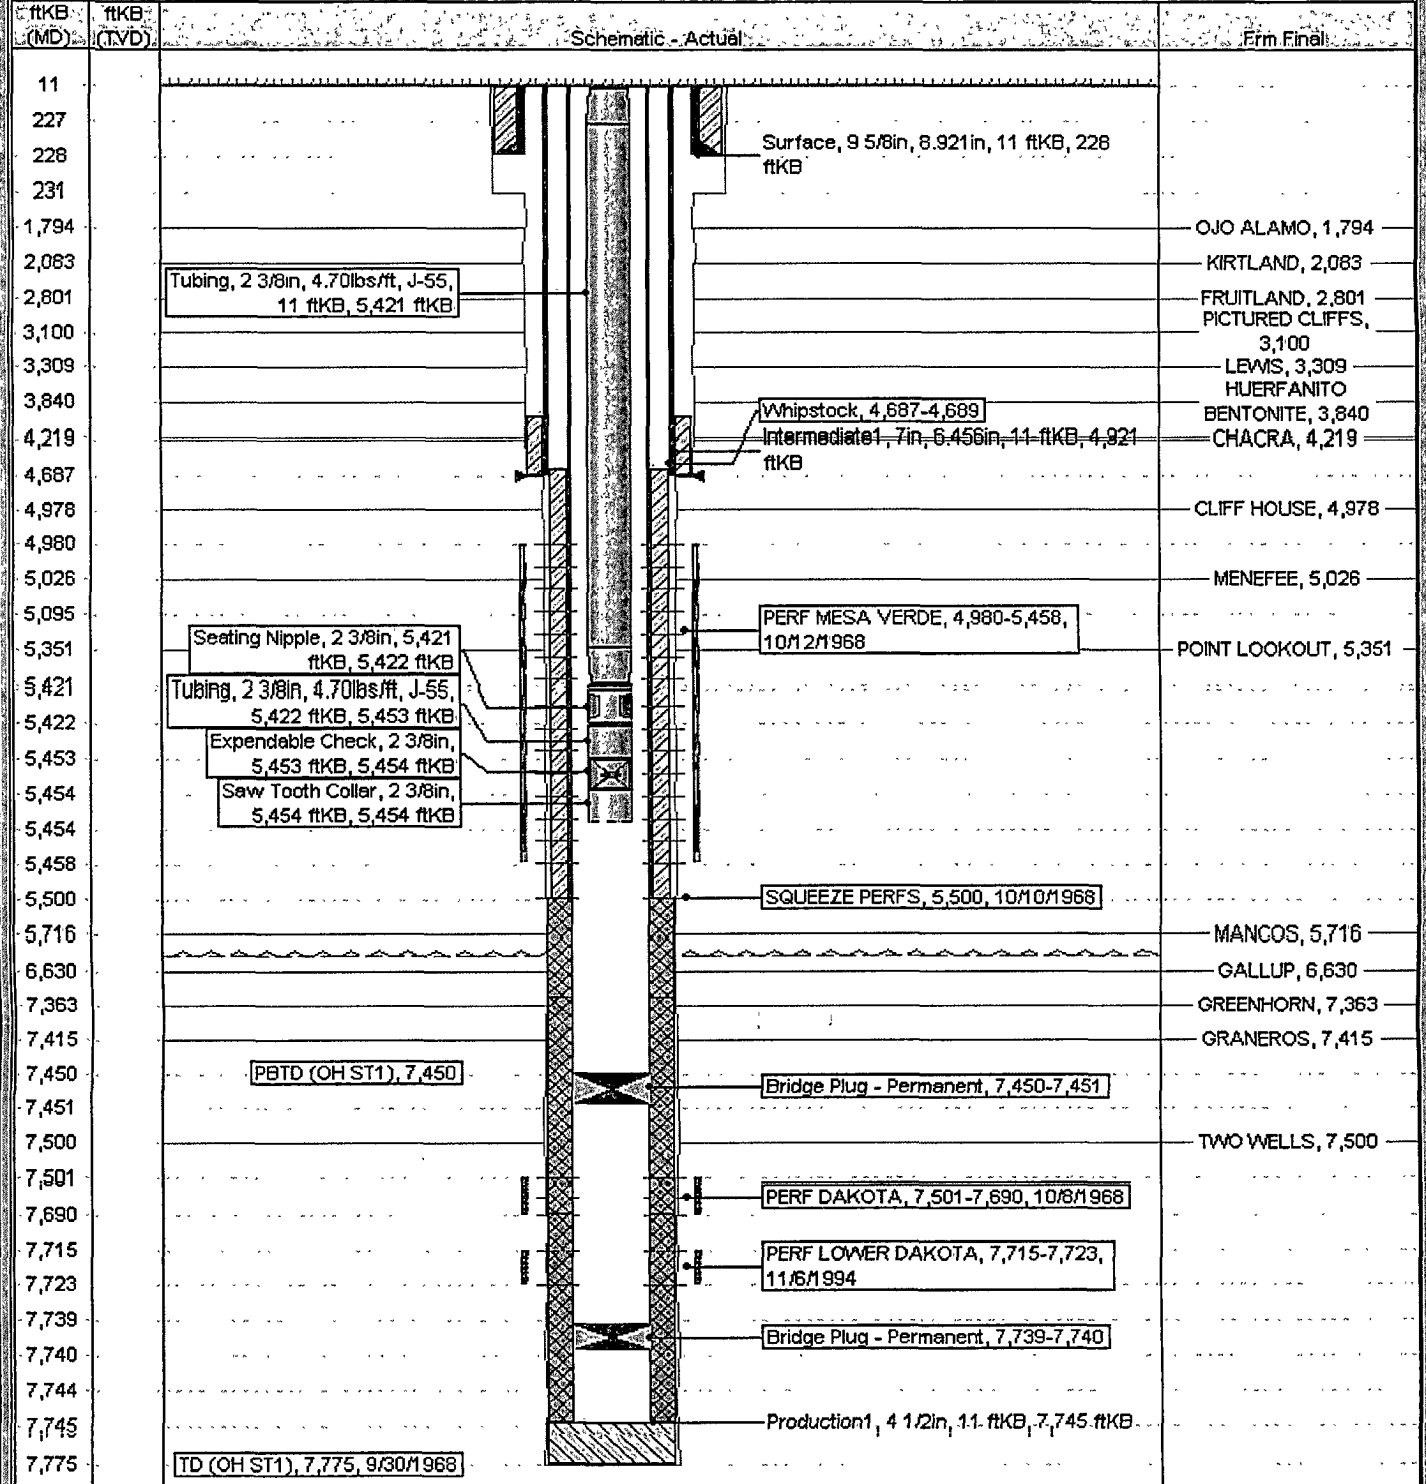 ftKB (MD)
ftKB (TVD)
Schematic - Actual
Frm Final
11
227
228
231
1,794
2,083
2,801
3,100
3,309
3,840
4,219
4,687
4,978
4,980
5,026
5,095
5,351
5,421
5,422
5,453
5,454
5,454
5,458
5,500
5,716
6,630
7,363
7,415
7,450
7,451
7,500
7,501
7,690
7,715
7,723
7,739
7,740
7,744
7,745
7,775
Tubing, 2 3/8in, 4.70lbs/ft, J-55,
11 ftKB, 5,421 ftKB
Seating Nipple, 2 3/8in, 5,421
ftKB, 5,422 ftKB
Tubing, 2 3/8in, 4.70lbs/ft, J-55,
5,422 ftKB, 5,453 ftKB
Expendable Check, 2 3/8in,
5,453 ftKB, 5,454 ftKB
Saw Tooth Collar, 2 3/8in,
5,454 ftKB, 5,454 ftKB
PBTD (OH ST1), 7,450
TD (OH ST1), 7,775, 9/30/1968
Surface, 9 5/8in, 8.921in, 11 ftKB, 228
ftKB
Whipstock, 4,687-4,689
Intermediate1, 7in, 6.456in, 11 ftKB, 4,921
ftKB
PERF MESA VERDE, 4,980-5,458,
10/12/1968
SQUEEZE PERFS, 5,500, 10/10/1968
Bridge Plug - Permanent, 7,450-7,451
PERF DAKOTA, 7,501-7,690, 10/8/1968
PERF LOWER DAKOTA, 7,715-7,723,
11/6/1994
Bridge Plug - Permanent, 7,739-7,740
Production1, 4 1/2in, 11 ftKB, 7,745 ftKB
OJO ALAMO, 1,794
KIRTLAND, 2,083
FRUITLAND, 2,801
PICTURED CLIFFS,
3,100
LEWIS, 3,309
HUERFANITO
BENTONITE, 3,840
CHACRA, 4,219
CLIFF HOUSE, 4,978
MENEFEE, 5,026
POINT LOOKOUT, 5,351
MANCOS, 5,716
GALLUP, 6,630
GREENHORN, 7,363
GRANEROS, 7,415
TWO WELLS, 7,500